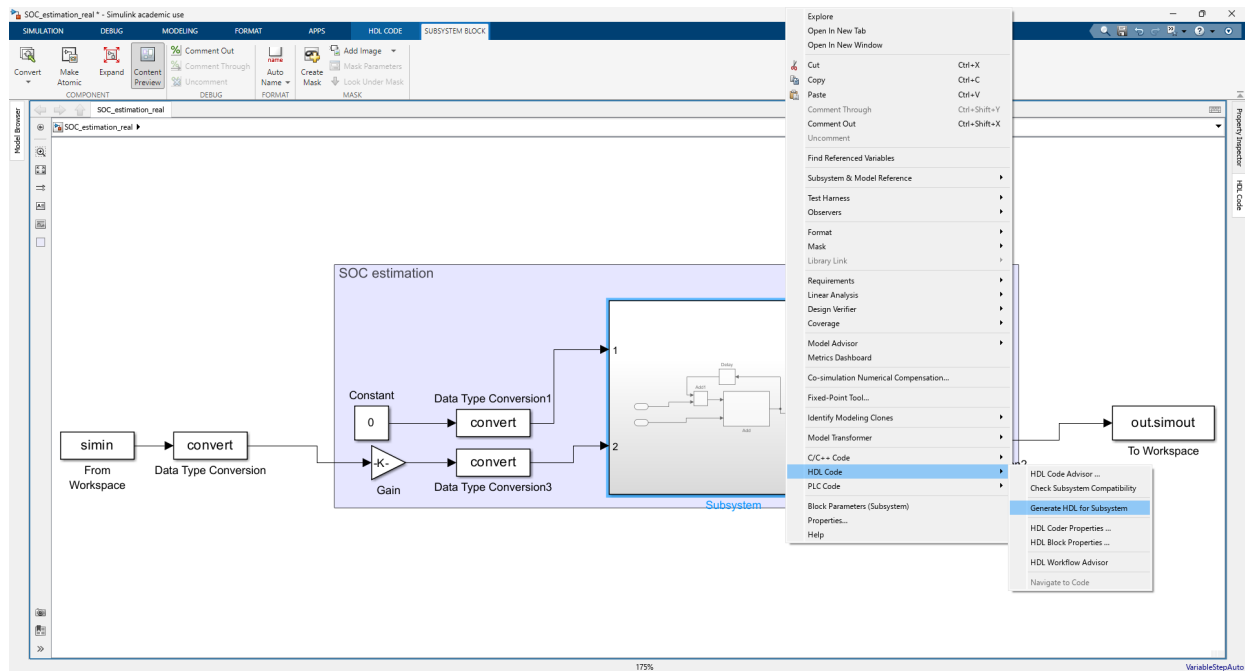 SOC_estimation_real * - Simulink academic use
SIMULATION DEBUG MODELING FORMAT APPS HDL CODE SUBSYSTEM BLOCK
Convert
Make Atomic
Expand
Content Preview
COMPONENT
Comment Out
Comment Through
Uncomment
DEBUG
name
Auto Name
FORMAT
Create Mask
Add Image
Mask Parameters
Look Under Mask
MASK
Model Browser
SOC_estimation_real
SOC_estimation_real
Property Inspector
HDL Code
SOC estimation
simin
From
Workspace
convert
Data Type Conversion
Constant
0
-K-
Gain
Data Type Conversion1
convert
convert
Data Type Conversion3
1
2
Delay
Add1
Add
Subsystem
out.simout
To Workspace
Explore
Open In New Tab
Open In New Window
Cut Ctrl+X
Copy Ctrl+C
Paste Ctrl+V
Comment Through Ctrl+Shift+Y
Comment Out Ctrl+Shift+X
Uncomment
Find Referenced Variables
Subsystem & Model Reference
Test Harness
Observers
Format
Mask
Library Link
Requirements
Linear Analysis
Design Verifier
Coverage
Model Advisor
Metrics Dashboard
Co-simulation Numerical Compensation...
Fixed-Point Tool...
Identify Modeling Clones
Model Transformer
C/C++ Code
HDL Code
PLC Code
Block Parameters (Subsystem)
Properties...
Help
HDL Code Advisor ...
Check Subsystem Compatibility
Generate HDL for Subsystem
HDL Coder Properties ...
HDL Block Properties ...
HDL Workflow Advisor
Navigate to Code
175%
VariableStepAuto